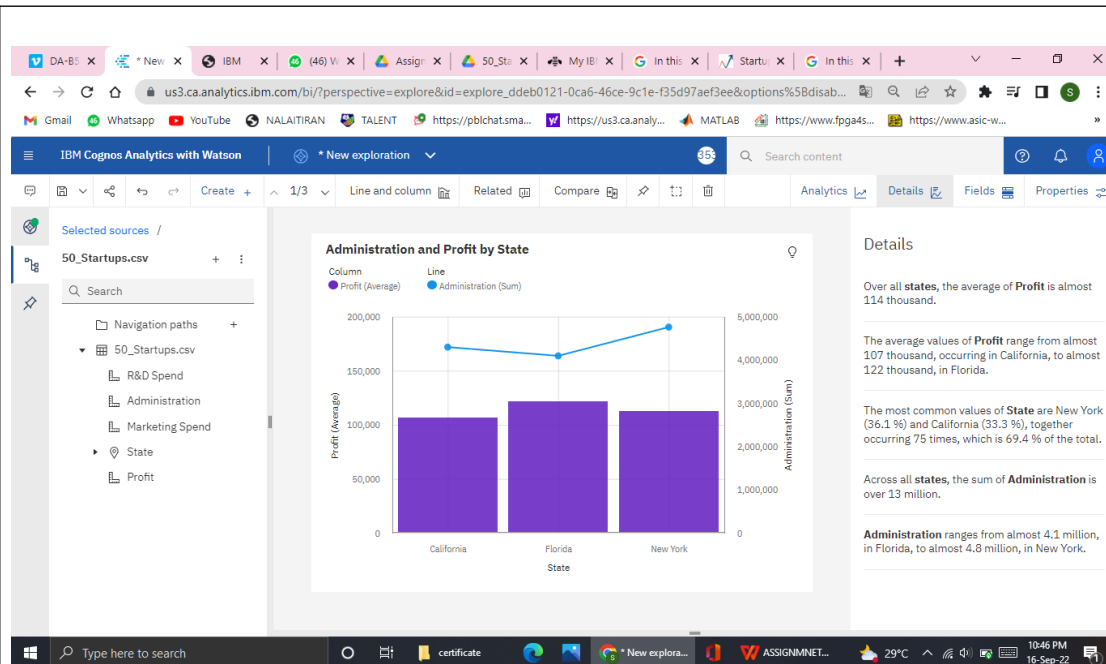 DA-B5
* New
IBM
(46) W
Assign
50_Sta
My IBI
In this
Startu
In this
us3.ca.analytics.ibm.com/bi/?perspective=explore&id=explore_ddeb0121-0ca6-46ce-9c1e-f35d97aef3ee&options%5Bdisab...
Gmail
Whatsapp
YouTube
NALAITIRAN
TALENT
https://pblchat.sma...
https://us3.ca.analy...
MATLAB
https://www.fpga4s...
https://www.asic-w...
»
IBM Cognos Analytics with Watson
* New exploration
353
Search content
Create +
1/3
Line and column
Related
Compare
Analytics
Details
Fields
Properties
Selected sources /
50_Startups.csv
Search
Navigation paths
50_Startups.csv
R&D Spend
Administration
Marketing Spend
State
Profit
Administration and Profit by State
Column
Line
Profit (Average)
Administration (Sum)
200,000
150,000
100,000
50,000
0
Profit (Average)
5,000,000
4,000,000
3,000,000
2,000,000
1,000,000
0
Administration (Sum)
California
Florida
New York
State
Details
Over all states, the average of Profit is almost
114 thousand.
The average values of Profit range from almost
107 thousand, occurring in California, to almost
122 thousand, in Florida.
The most common values of State are New York
(36.1 %) and California (33.3 %), together
occurring 75 times, which is 69.4 % of the total.
Across all states, the sum of Administration is
over 13 million.
Administration ranges from almost 4.1 million,
in Florida, to almost 4.8 million, in New York.
Type here to search
certificate
* New explora...
ASSIGNMNET...
29°C
10:46 PM
16-Sep-22